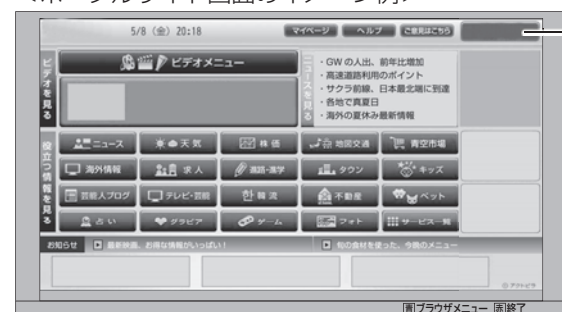 <ポータルサイト画面のイメージ例>
5/8（金）20:18
マイページ
ヘルプ
ご意見はこちら
ビデオを見る
ビデオメニュー
ニュースを見る
・GWの人出、前年比増加
・高速道路利用のポイント
・サクラ前線、日本最北端に到達
・各地で真夏日
・海外の夏休み最新情報
役立つ情報を見る
ニュース 天気 株価 地図交通 青空市場
海外情報 求人 進路・進学 タウン キッズ
芸能人ブログ テレビ・芸能 韓流 不動産 ペット
占い グラビア ゲーム フォト サービス一覧
お知らせ
最新映画、お得な情報がいっぱい！
旬の食材を使った、今晩のメニュー
© アクトビラ
青 ブラウザメニュー 赤 終了